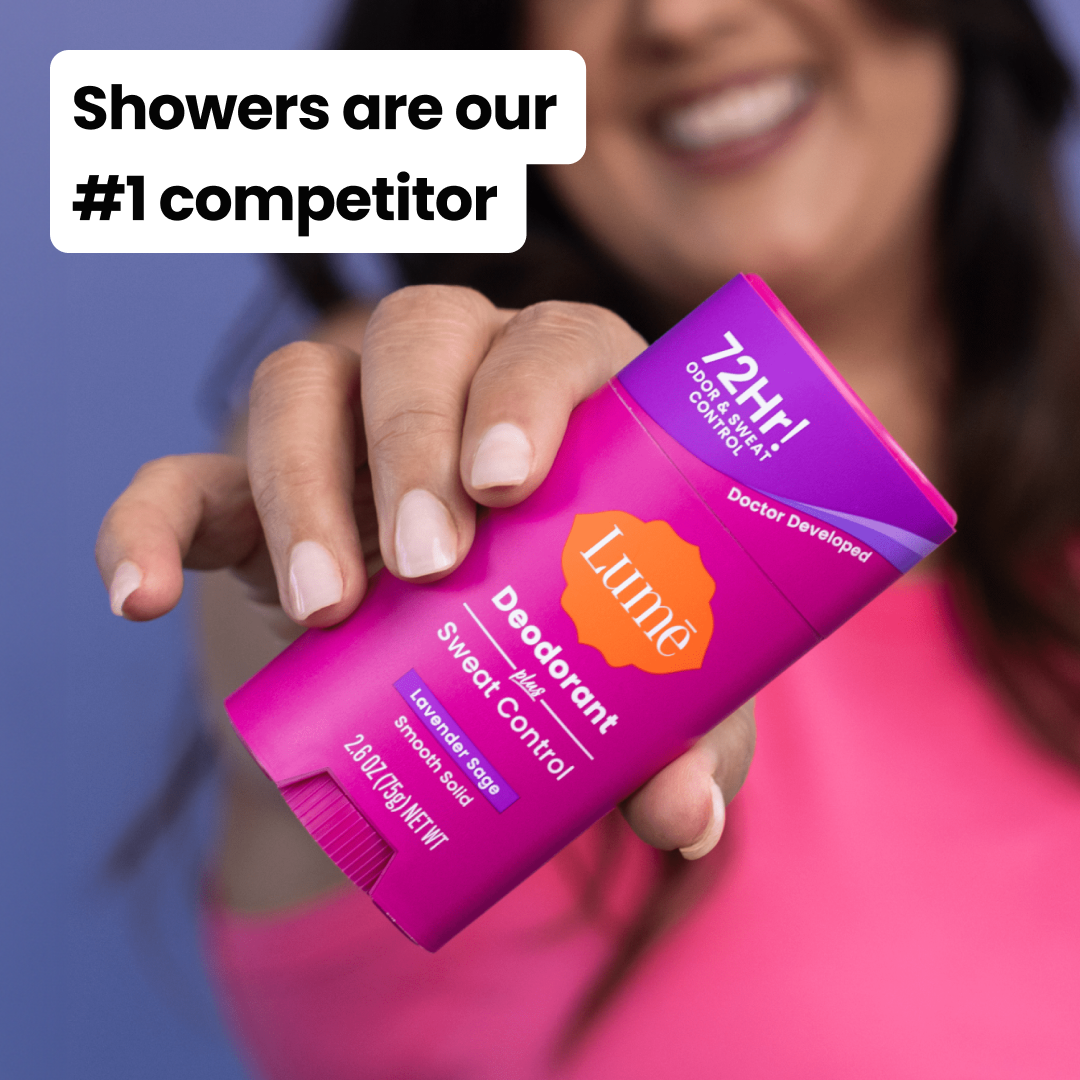 Showers are our
#1 competitor
72Hr!
ODOR & SWEAT
CONTROL
Doctor Developed
Lumē
Deodorant
plus
Sweat Control
Lavender Sage
Smooth Solid
2.6 OZ (75g) NET WT